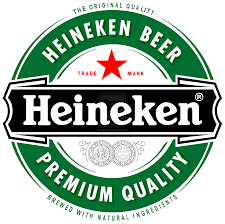 THE ORIGINAL QUALITY
HEINEKEN BEER
TRADE MARK
Heineken®
PREMIUM QUALITY
BREWED WITH NATURAL INGREDIENTS